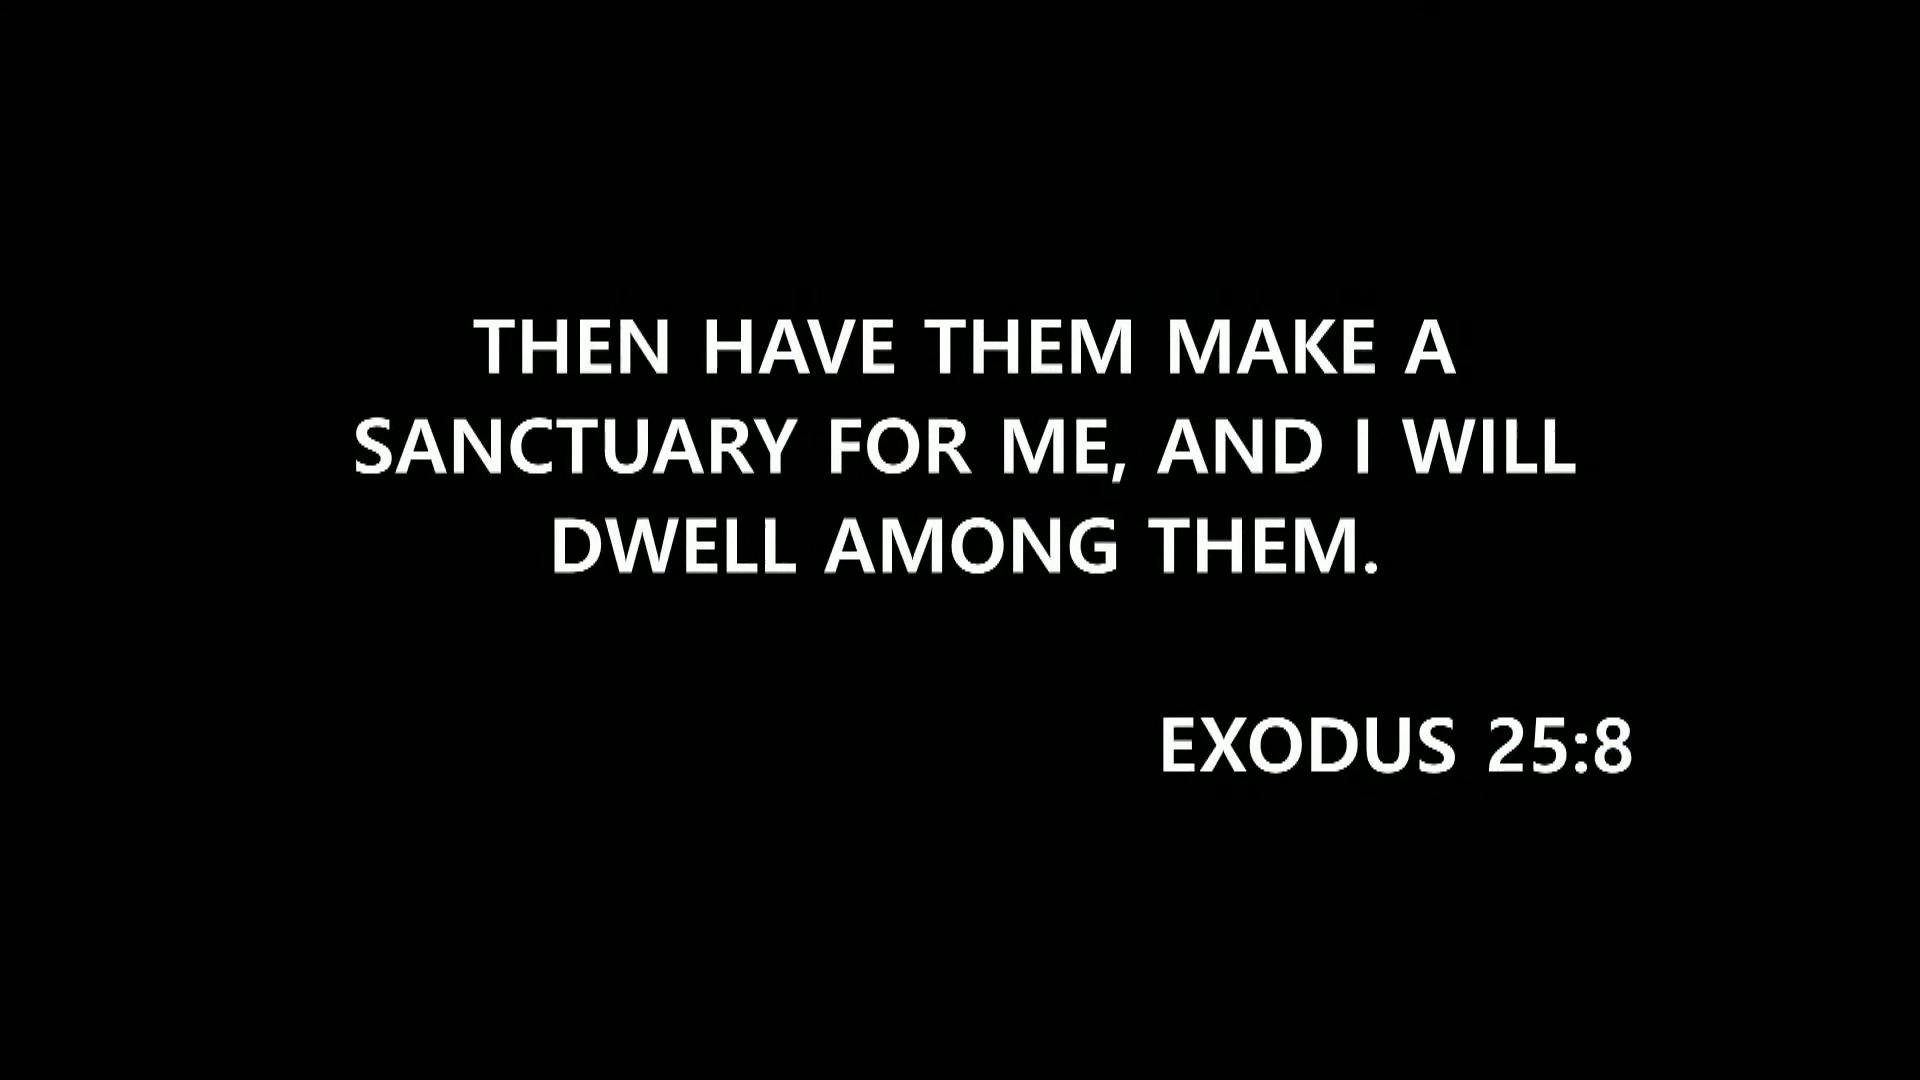 THEN HAVE THEM MAKE A
SANCTUARY FOR ME, AND I WILL
DWELL AMONG THEM.
EXODUS 25:8